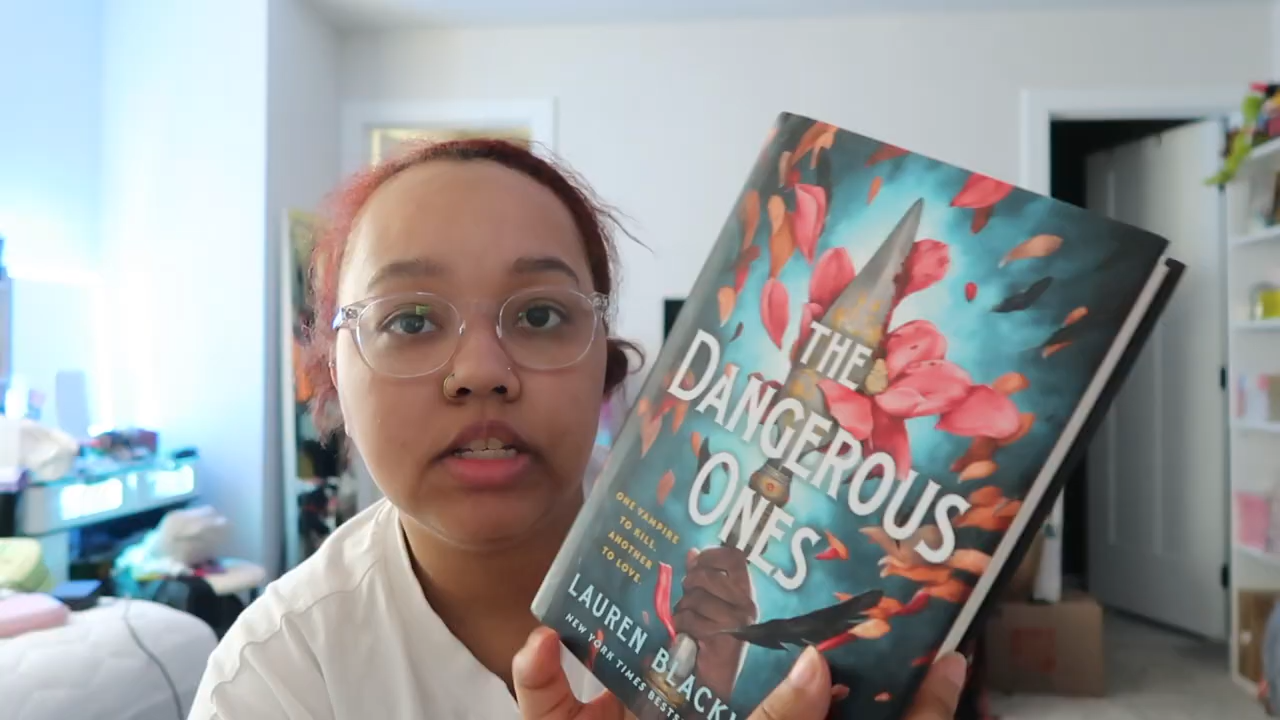 THE
DANGEROUS
ONES
ONE VAMPIRE
TO KILL.
ANOTHER
TO LOVE.
LAUREN
NEW YORK TIMES